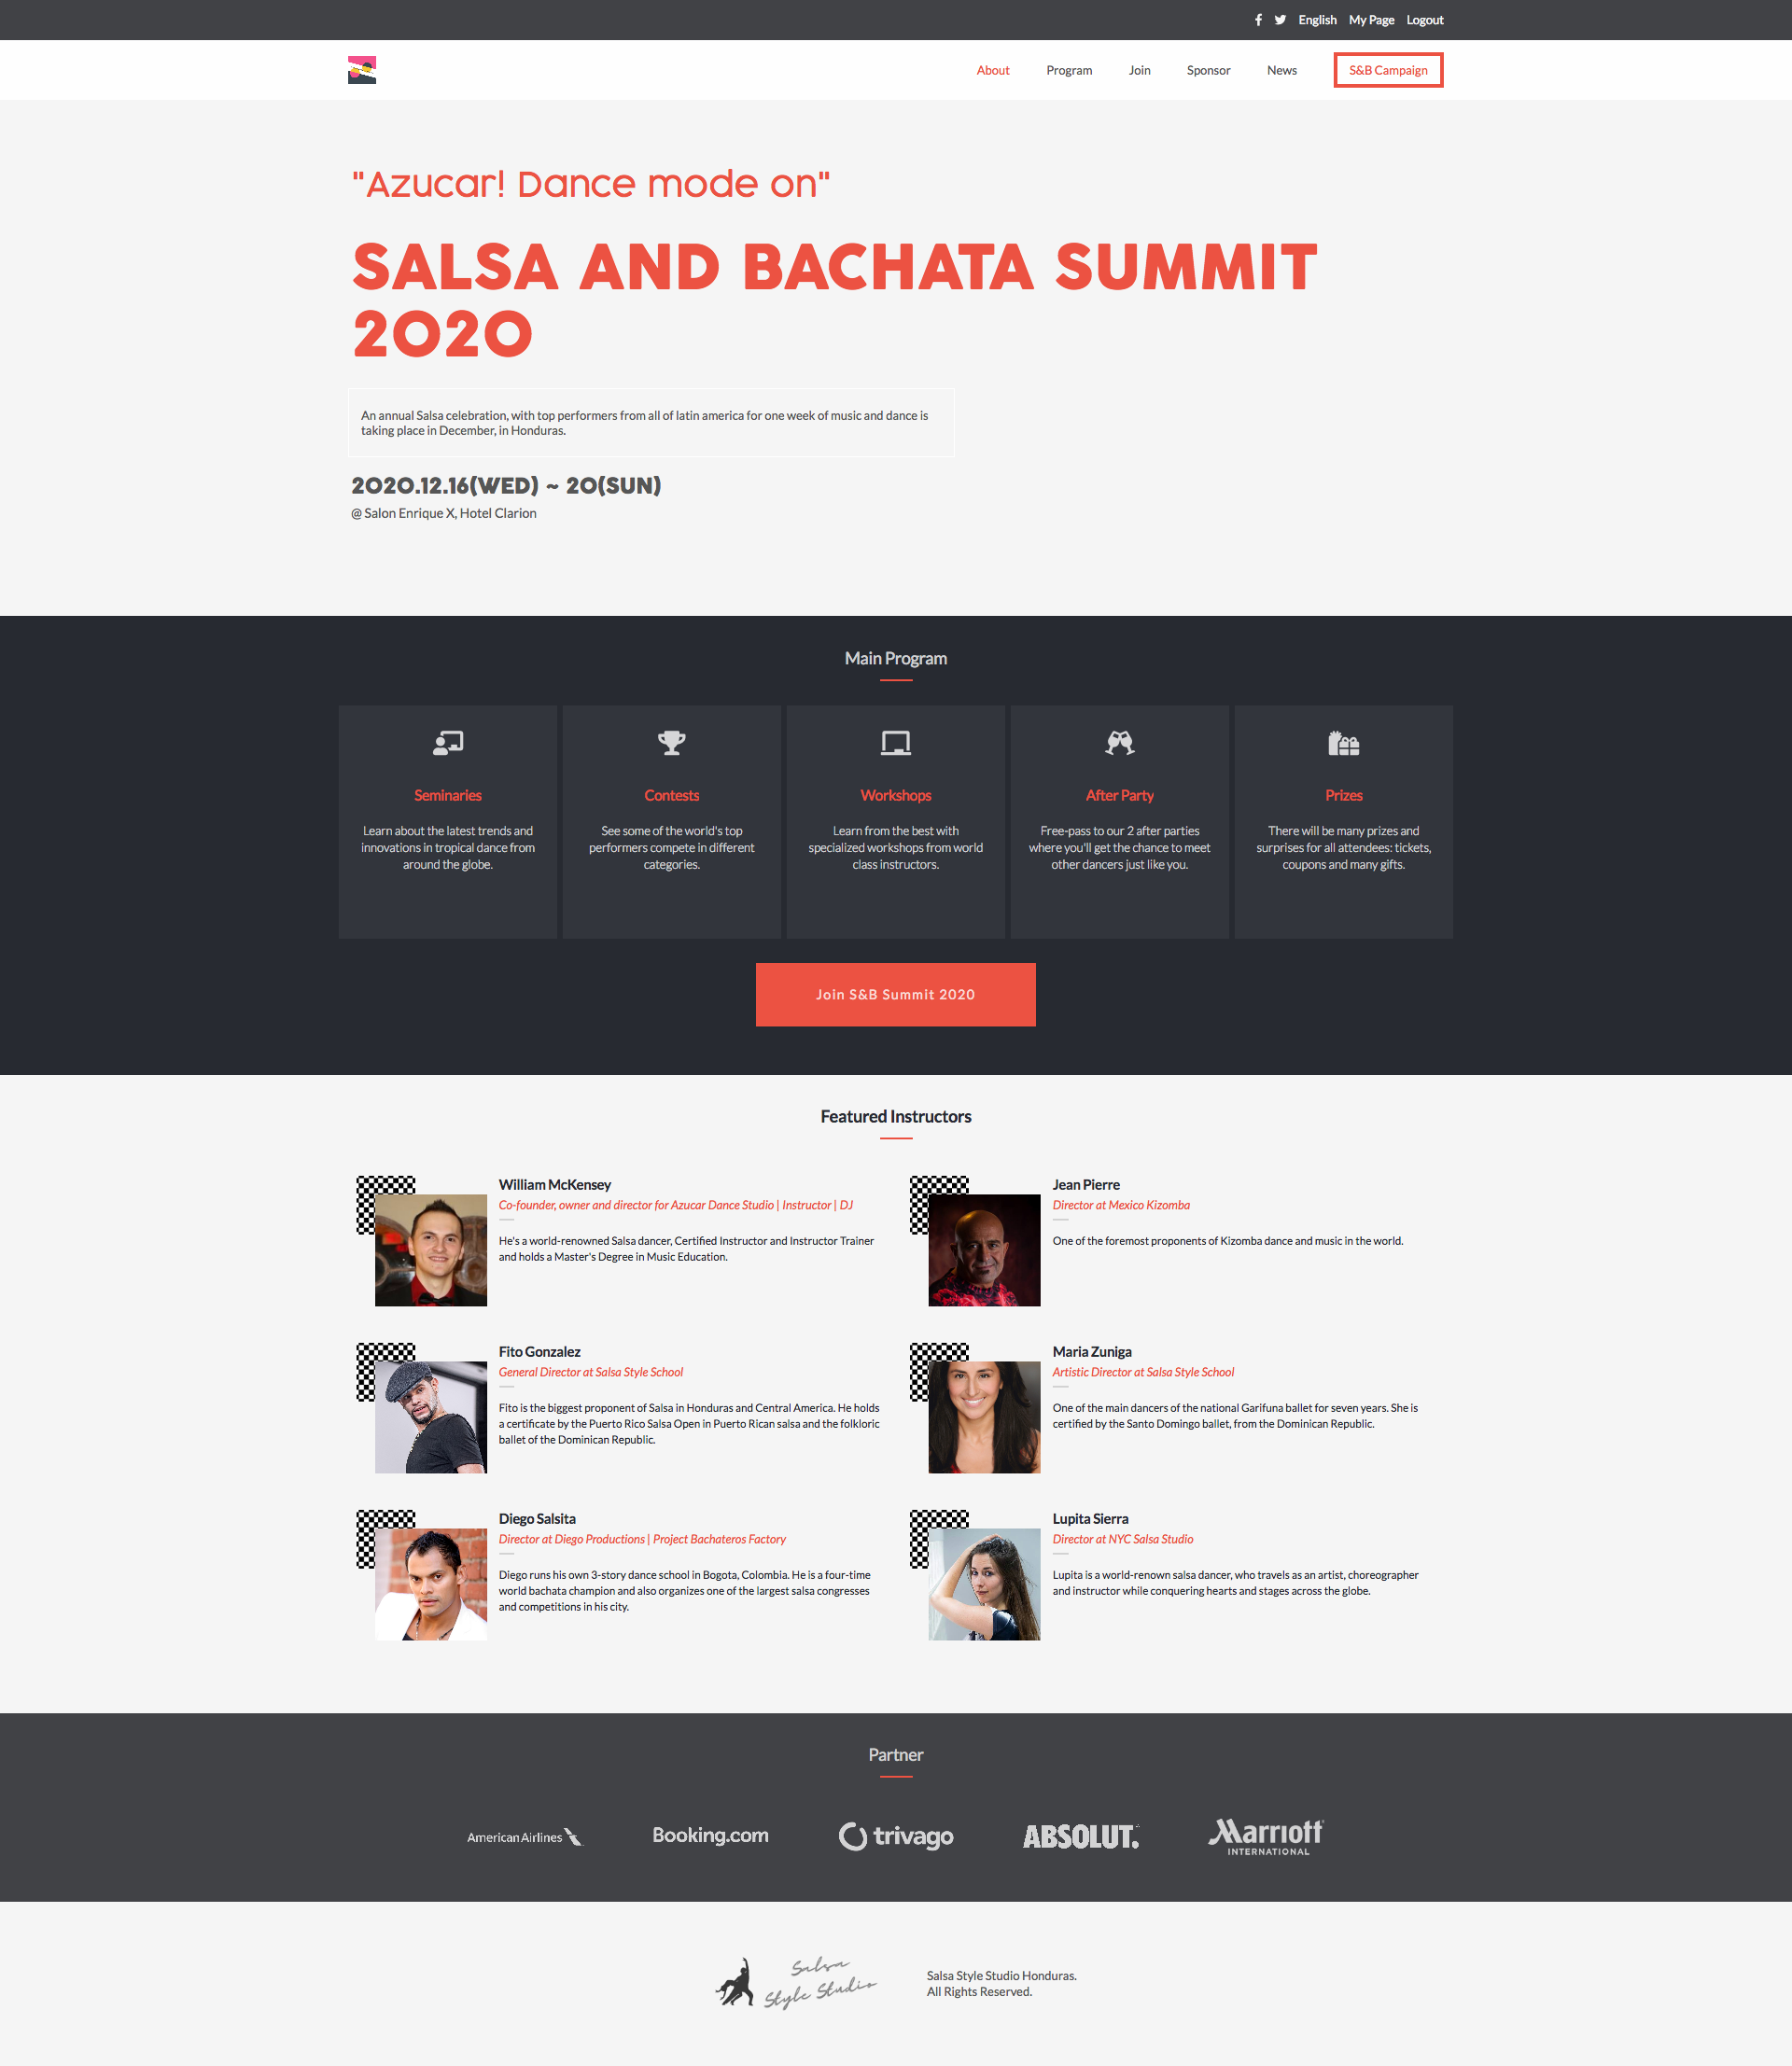 English My Page Logout
About Program Join Sponsor News S&B Campaign
"Azucar! Dance mode on"
SALSA AND BACHATA SUMMIT
2020
An annual Salsa celebration, with top performers from all of latin america for one week of music and dance is
taking place in December, in Honduras.
2020.12.16(WED) ~ 20(SUN)
@ Salon Enrique X, Hotel Clarion
Main Program
Seminaries
Learn about the latest trends and
innovations in tropical dance from
around the globe.
Contests
See some of the world's top
performers compete in different
categories.
Workshops
Learn from the best with
specialized workshops from world
class instructors.
After Party
Free-pass to our 2 after parties
where you'll get the chance to meet
other dancers just like you.
Prizes
There will be many prizes and
surprises for all attendees: tickets,
coupons and many gifts.
Join S&B Summit 2020
Featured Instructors
William McKensey
Co-founder, owner and director for Azucar Dance Studio | Instructor | DJ
He's a world-renowned Salsa dancer, Certified Instructor and Instructor Trainer
and holds a Master's Degree in Music Education.
Jean Pierre
Director at Mexico Kizomba
One of the foremost proponents of Kizomba dance and music in the world.
Fito Gonzalez
General Director at Salsa Style School
Fito is the biggest proponent of Salsa in Honduras and Central America. He holds
a certificate by the Puerto Rico Salsa Open in Puerto Rican salsa and the folkloric
ballet of the Dominican Republic.
Maria Zuniga
Artistic Director at Salsa Style School
One of the main dancers of the national Garifuna ballet for seven years. She is
certified by the Santo Domingo ballet, from the Dominican Republic.
Diego Salsita
Director at Diego Productions | Project Bachateros Factory
Diego runs his own 3-story dance school in Bogota, Colombia. He is a four-time
world bachata champion and also organizes one of the largest salsa congresses
and competitions in his city.
Lupita Sierra
Director at NYC Salsa Studio
Lupita is a world-renown salsa dancer, who travels as an artist, choreographer
and instructor while conquering hearts and stages across the globe.
Partner
American Airlines
Booking.com
trivago
ABSOLUT.
Marriott
INTERNATIONAL
Salsa
Style Studio
Salsa Style Studio Honduras.
All Rights Reserved.